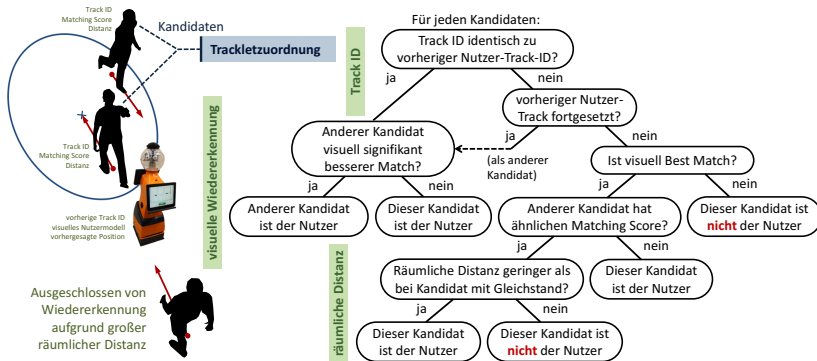 Track ID
Matching Score
Distanz
Kandidaten
Trackletzuordnung
Track ID
Matching Score
Distanz
vorherige Track ID
visuelles Nutzermodell
vorhergesagte Position
Ausgeschlossen von
Wiedererkennung
aufgrund großer
räumlicher Distanz
Track ID
visuelle Wiedererkennung
räumliche Distanz
Für jeden Kandidaten:
Track ID identisch zu
vorheriger Nutzer-Track-ID?
ja
nein
vorheriger Nutzer-
Track fortgesetzt?
ja
nein
(als anderer
Kandidat)
Anderer Kandidat
visuell signifikant
besserer Match?
Ist visuell Best Match?
ja
nein
ja
nein
Anderer Kandidat
ist der Nutzer
Dieser Kandidat
ist der Nutzer
Anderer Kandidat hat
ähnlichen Matching Score?
Dieser Kandidat ist
nicht der Nutzer
ja
nein
Räumliche Distanz geringer als
bei Kandidat mit Gleichstand?
Dieser Kandidat
ist der Nutzer
ja
nein
Dieser Kandidat
ist der Nutzer
Dieser Kandidat ist
nicht der Nutzer